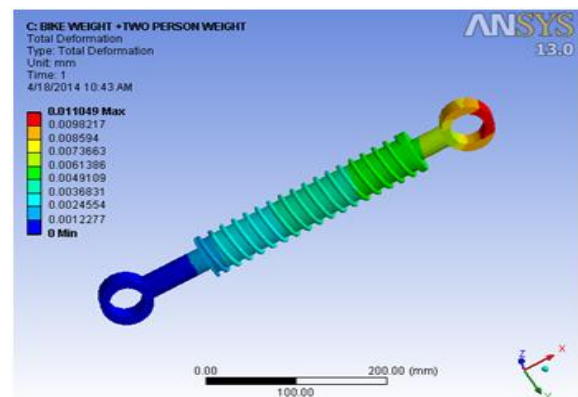 C: BIKE WEIGHT +TWO PERSON WEIGHT
Total Deformation
Type: Total Deformation
Unit: mm
Time: 1
4/18/2014 10:43 AM
ANSYS
13.0
0.011049 Max
0.0098217
0.008594
0.0073663
0.0061386
0.0049109
0.0036831
0.0024554
0.0012277
0 Min
0.00 200.00 (mm)
100.00
Z X
Y